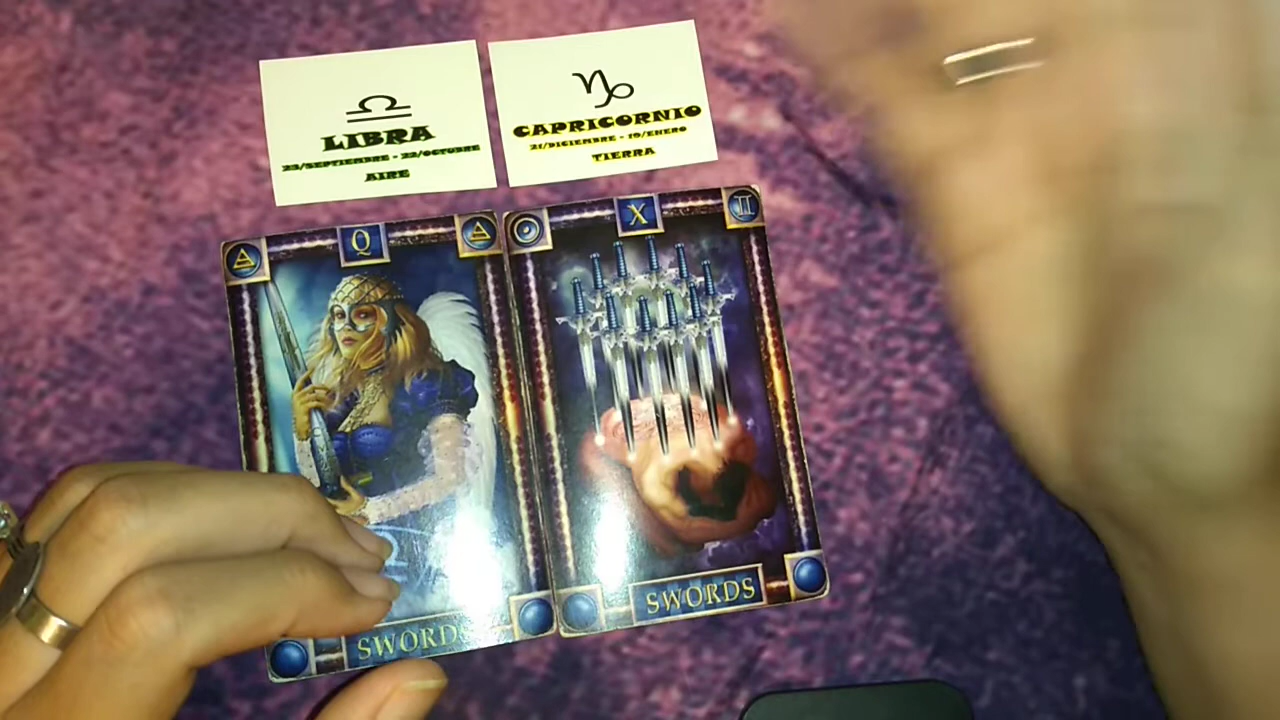 LIBRA
23/SEPTIEMBRE - 22/OCTUBRE
AIRE
CAPRICORNIO
21/DICIEMBRE - 19/ENERO
TIERRA
Q
X
SWORDS
SWORDS